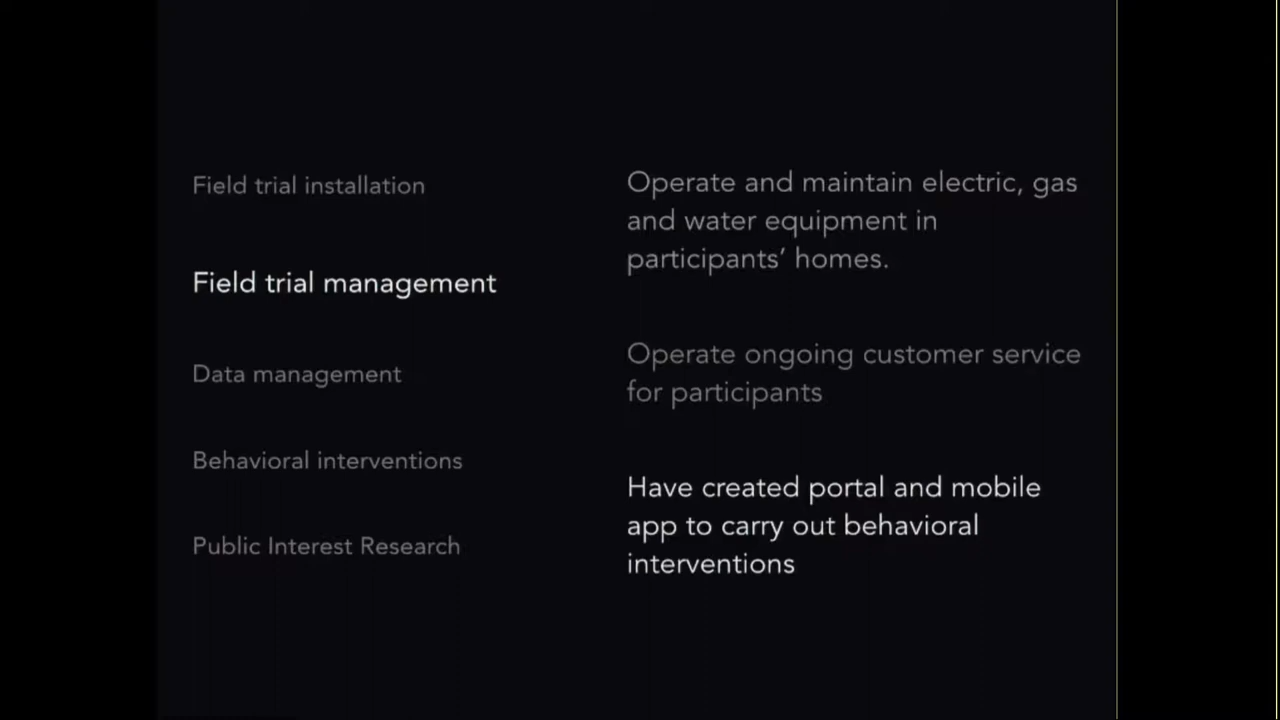 Field trial installation
Field trial management
Data management
Behavioral interventions
Public Interest Research
Operate and maintain electric, gas
and water equipment in
participants’ homes.
Operate ongoing customer service
for participants
Have created portal and mobile
app to carry out behavioral
interventions